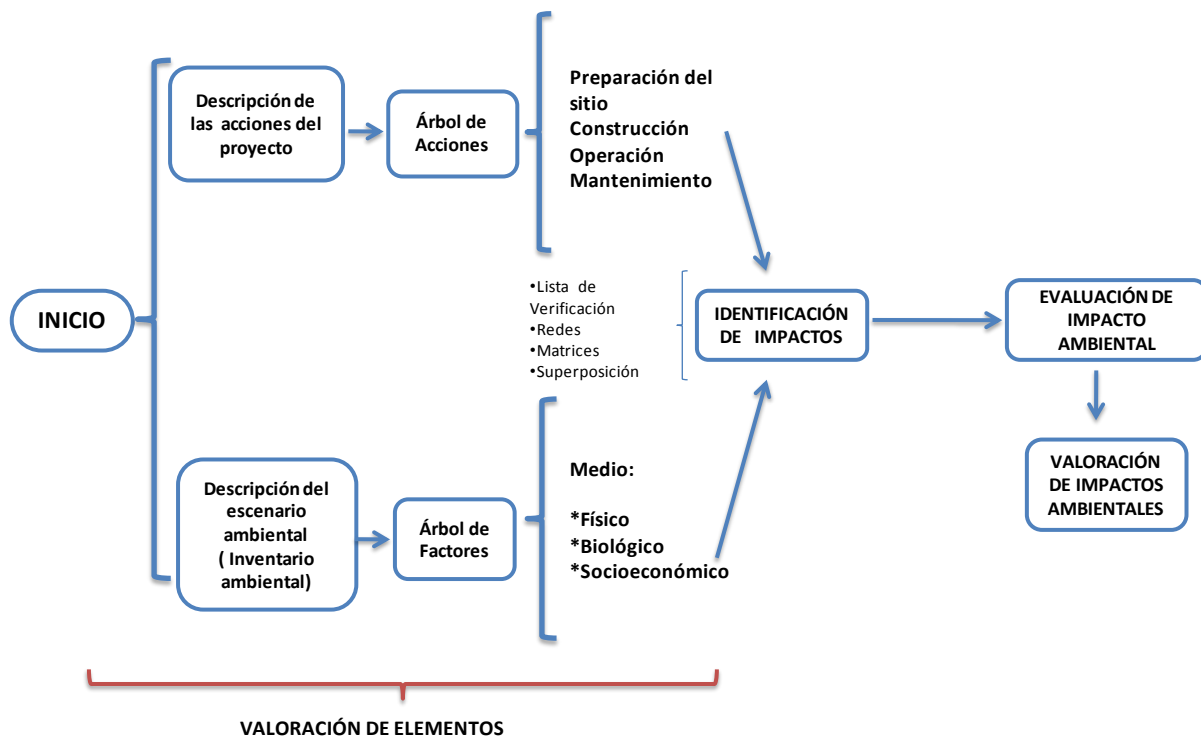 INICIO
Descripción de
las acciones del
proyecto
Árbol de
Acciones
Preparación del
sitio
Construcción
Operación
Mantenimiento
•Lista de
Verificación
•Redes
•Matrices
•Superposición
IDENTIFICACIÓN
DE IMPACTOS
EVALUACIÓN DE
IMPACTO
AMBIENTAL
VALORACIÓN
DE IMPACTOS
AMBIENTALES
Descripción del
escenario
ambiental
( Inventario
ambiental)
Árbol de
Factores
Medio:
*Físico
*Biológico
*Socioeconómico
VALORACIÓN DE ELEMENTOS